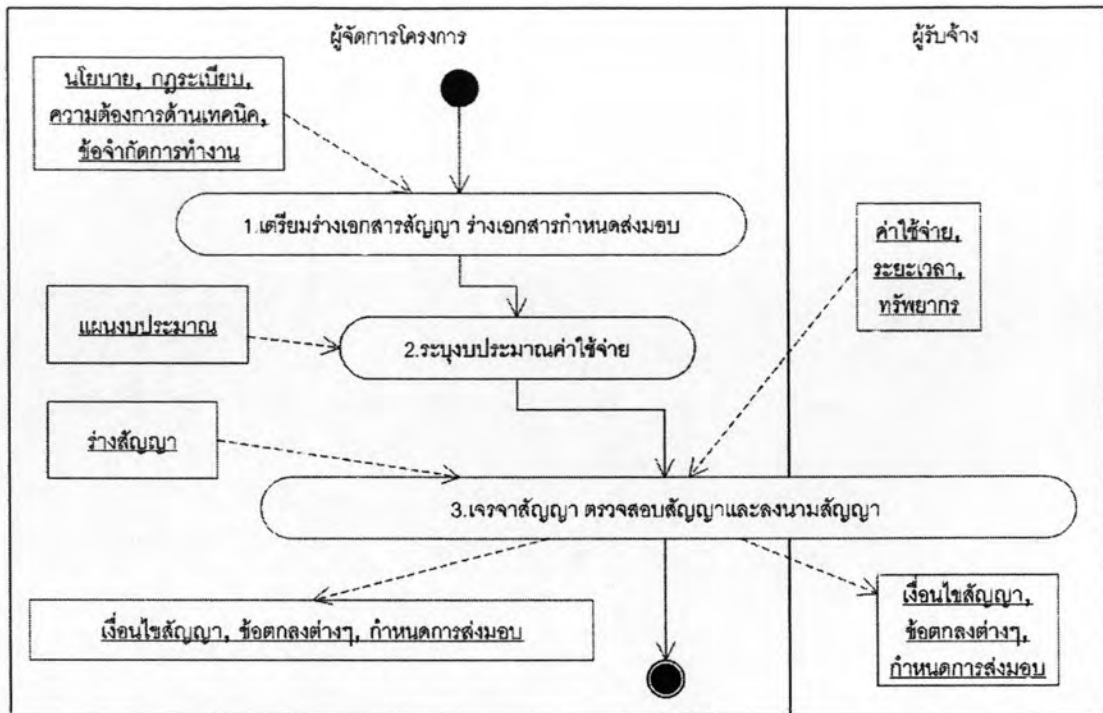 ผู้จัดการโครงการ
ผู้รับจ้าง
นโยบาย, กฎระเบียบ,
ความต้องการด้านเทคนิค,
ข้อจำกัดการทำงาน
1.เตรียมร่างเอกสารสัญญา ร่างเอกสารกำหนดส่งมอบ
ค่าใช้จ่าย,
ระยะเวลา,
ทรัพยากร
แผนงบประมาณ
2.ระบุงบประมาณค่าใช้จ่าย
ร่างสัญญา
3.เจรจาสัญญา ตรวจสอบสัญญาและลงนามสัญญา
เงื่อนไขสัญญา, ข้อตกลงต่างๆ, กำหนดการส่งมอบ
เงื่อนไขสัญญา,
ข้อตกลงต่างๆ,
กำหนดการส่งมอบ